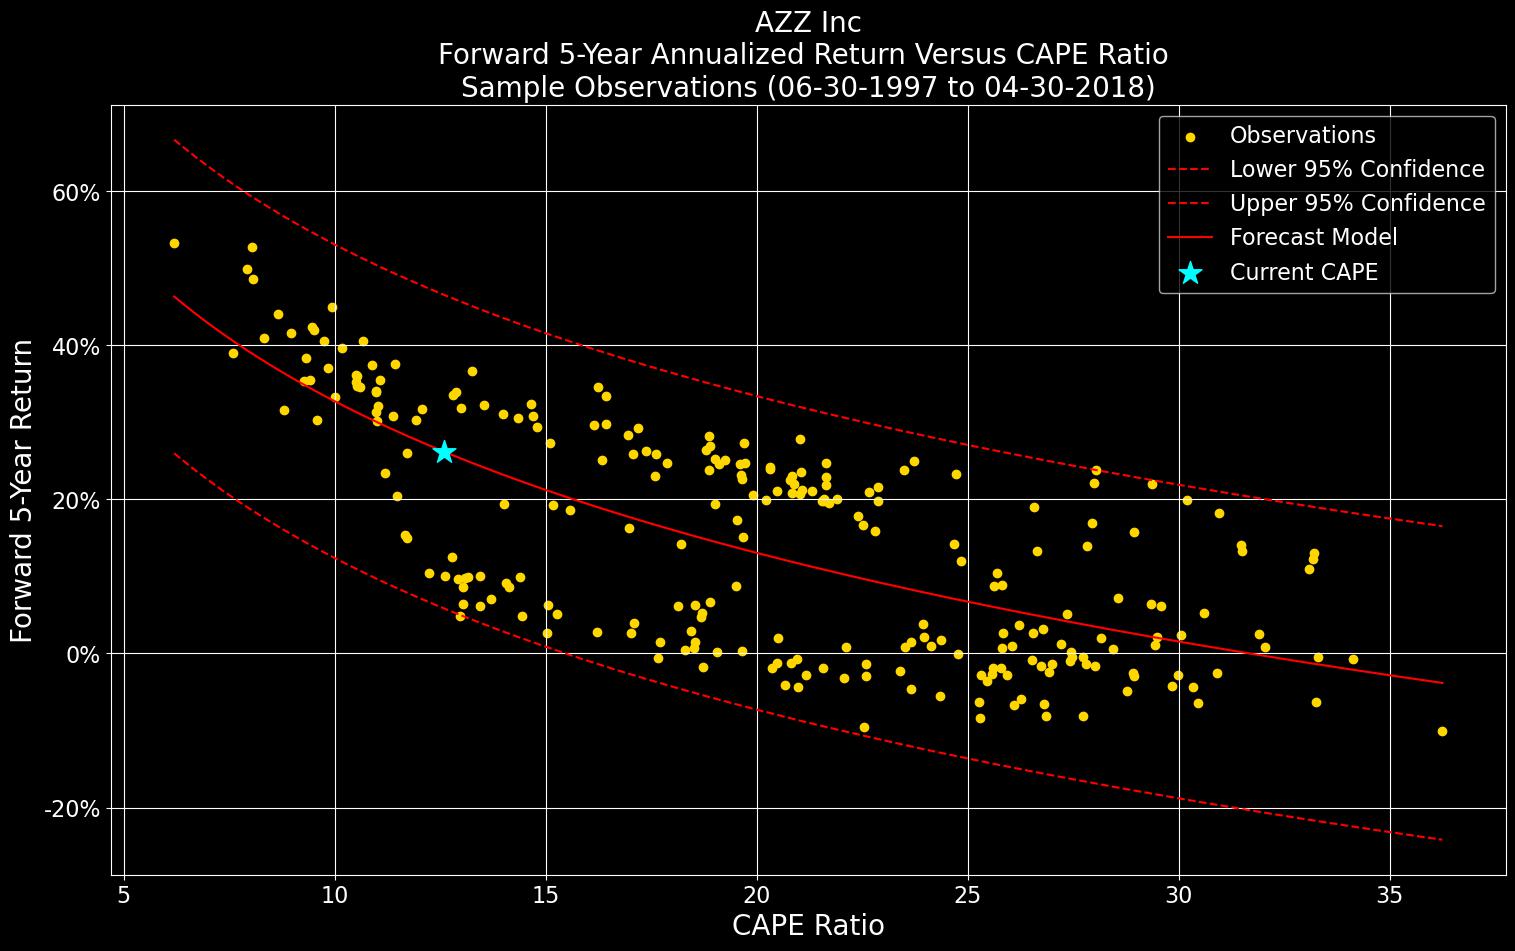 AZZ Inc
Forward 5-Year Annualized Return Versus CAPE Ratio
Sample Observations (06-30-1997 to 04-30-2018)
Observations
Lower 95% Confidence
Upper 95% Confidence
Forecast Model
Current CAPE
Forward 5-Year Return
60%
40%
20%
0%
-20%
5 10 15 20 25 30 35
CAPE Ratio